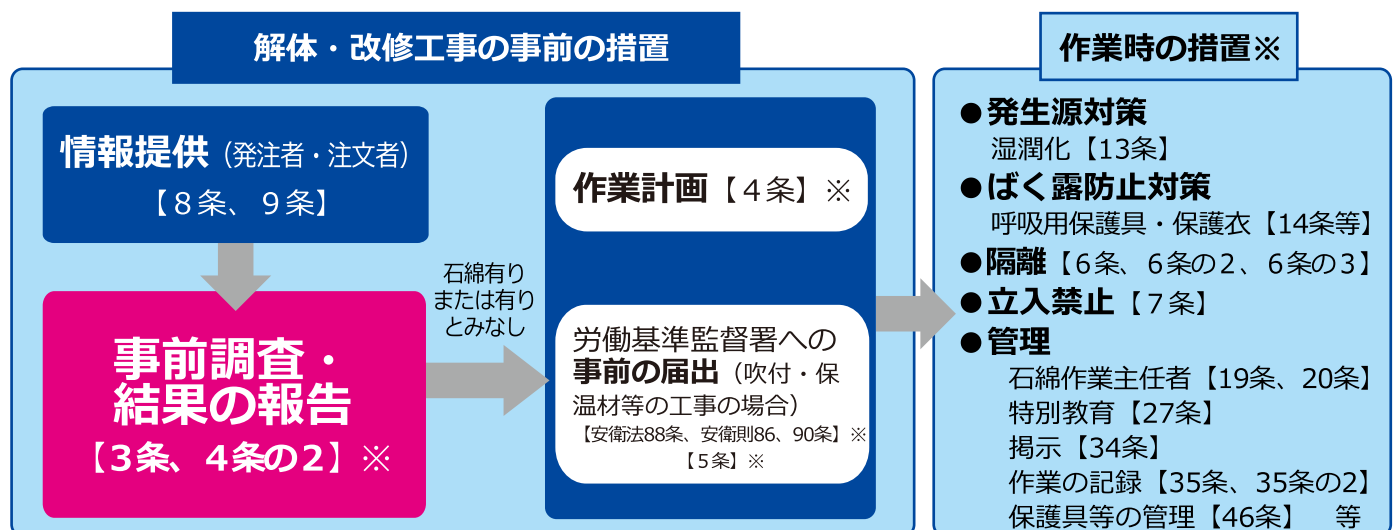 解体・改修工事の事前の措置
情報提供（発注者・注文者）
【８条、９条】
事前調査・
結果の報告
【３条、４条の２】※
石綿有り
または有り
とみなし
作業計画【４条】※
労働基準監督署への
事前の届出（吹付・保
温材等の工事の場合）
【安衛法88条、安衛則86、90条】※
【５条】※
作業時の措置※
●発生源対策
湿潤化【13条】
●ばく露防止対策
呼吸用保護具・保護衣【14条等】
●隔離【６条、６条の２、６条の３】
●立入禁止【７条】
●管理
石綿作業主任者【19条、20条】
特別教育【27条】
掲示【34条】
作業の記録【35条、35条の2】
保護具等の管理【46条】　等